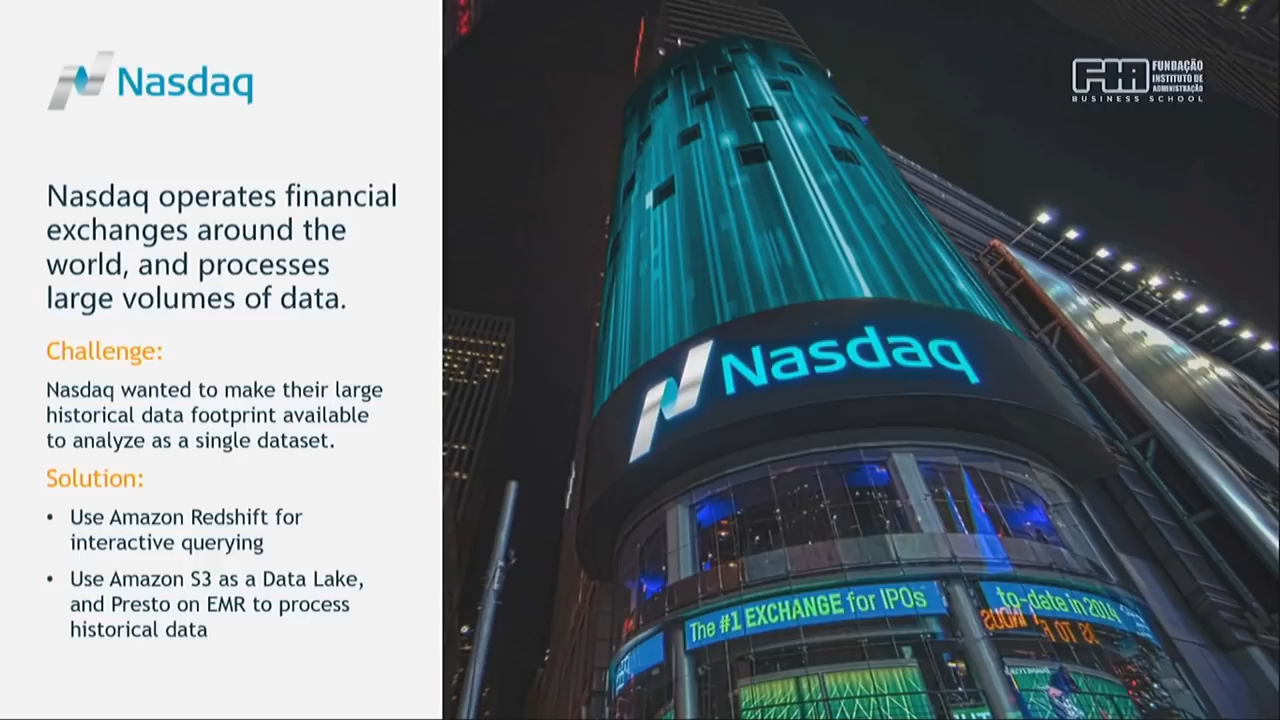 Nasdaq
Nasdaq operates financial
exchanges around the
world, and processes
large volumes of data.
Challenge:
Nasdaq wanted to make their large
historical data footprint available
to analyze as a single dataset.
Solution:
• Use Amazon Redshift for
interactive querying
• Use Amazon S3 as a Data Lake,
and Presto on EMR to process
historical data
FIA FUNDAÇÃO
INSTITUTO DE
ADMINISTRAÇÃO
BUSINESS SCHOOL
Nasdaq
The #1 EXCHANGE for IPOs
to-date in 2014